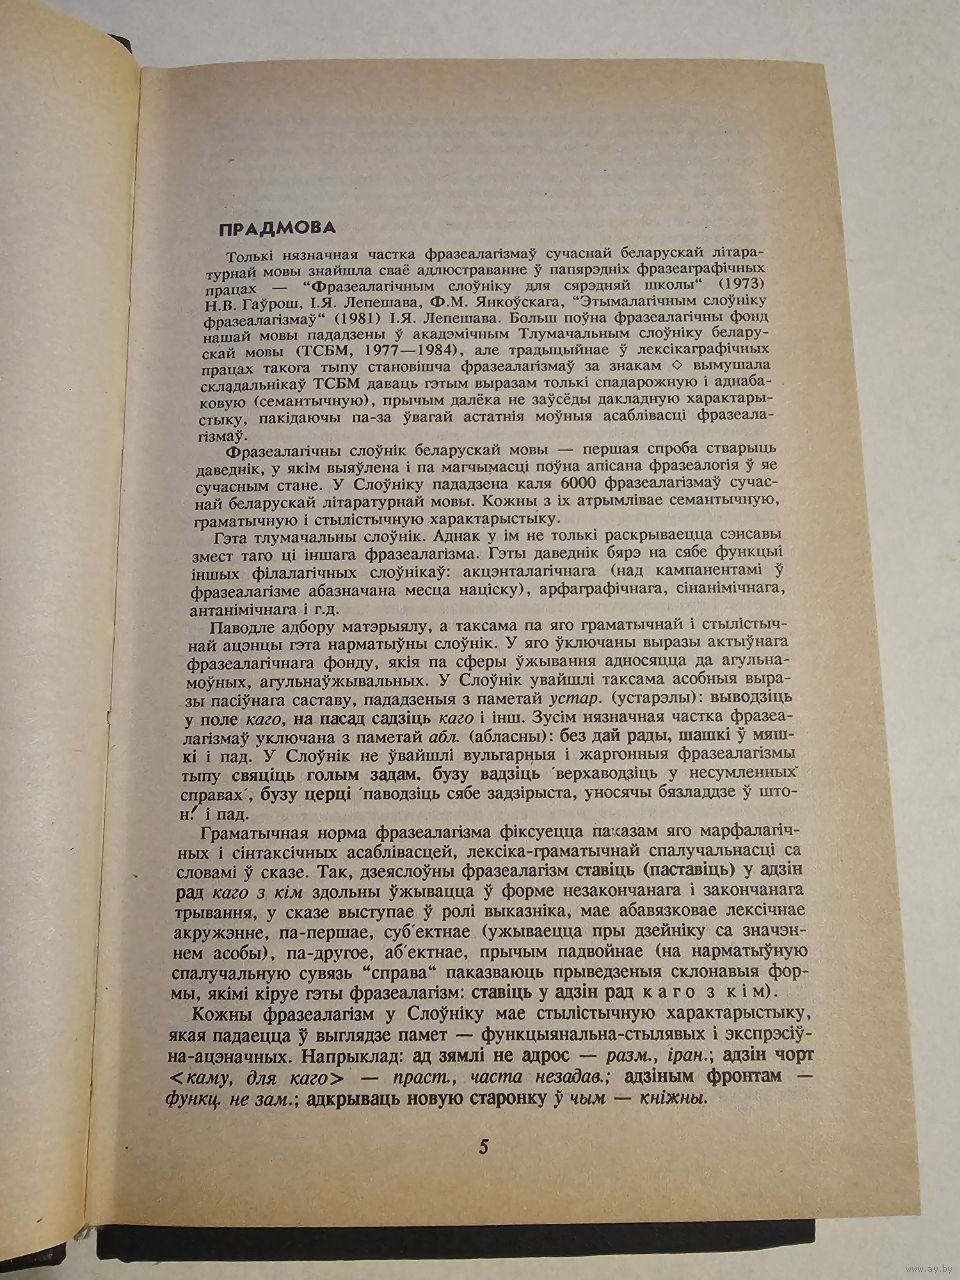 ПРАДМОВА
Толькі нязначная частка фразеалагізмаў сучаснай беларускай літара-
турнай мовы знайшла сваё адлюстраванне ў папярэдніх фразеаграфічных
працах — “Фразеалагічным слоўніку для сярэдняй школы“ (1973)
Н.В. Гаўрош, І.Я. Лепешава, Ф.М. Янкоўскага, “Этымалагічным слоўніку
фразеалагізмаў“ (1981) І.Я. Лепешава. Больш поўна фразеалагічны фонд
нашай мовы пададзены ў акадэмічным Тлумачальным слоўніку белару-
скай мовы (ТСБМ, 1977—1984), але традыцыйнае ў лексікаграфічных
працах такога тыпу становішча фразеалагізмаў за знакам ◇ вымушала
складальнікаў ТСБМ даваць гэтым выразам толькі спадарожную і аднаба-
ковую (семантычную), прычым далёка не заўсёды дакладную характары-
стыку, пакідаючы па-за ўвагай астатнія моўныя асаблівасці фразеала-
гізмаў.
Фразеалагічны слоўнік беларускай мовы — першая спроба стварыць
даведнік, у якім выяўлена і па магчымасці поўна апісана фразеалогія ў яе
сучасным стане. У Слоўніку пададзена каля 6000 фразеалагізмаў сучас-
най беларускай літаратурнай мовы. Кожны з іх атрымлівае семантычную,
граматычную і стылістычную характарыстыку.
Гэта тлумачальны слоўнік. Аднак у ім не толькі раскрываецца сэнсавы
змест таго ці іншага фразеалагізма. Гэты даведнік бярэ на сябе функцыі
іншых філалагічных слоўнікаў: акцэнталагічнага (над кампанентамі ў
фразеалагізме абазначана месца націску), арфаграфічнага, сінанімічнага,
антанімічнага і г.д.
Паводле адбору матэрыялу, а таксама па яго граматычнай і стылістыч-
най ацэнцы гэта нарматыўны слоўнік. У яго ўключаны выразы актыўнага
фразеалагічнага фонду, якія па сферы ўжывання адносяцца да агульна-
моўных, агульнаўжывальных. У Слоўнік увайшлі таксама асобныя выра-
зы пасіўнага саставу, пададзеныя з паметай устар. (устарэлы): выводзіць
у поле каго, на пасад садзіць каго і інш. Зусім нязначная частка фразеа-
лагізмаў уключана з паметай абл. (абласны): без дай рады, шашкі ў мяш-
кі і пад. У Слоўнік не ўвайшлі вульгарныя і жаргонныя фразеалагізмы
тыпу свяціць голым задам, бузу вадзіць ´верхаводзіць у несумленных
справах´, бузу церці ´паводзіць сябе задзірыста, уносячы бязладдзе ў што-
н.´ і пад.
Граматычная норма фразеалагізма фіксуецца паказам яго марфалагіч-
ных і сінтаксічных асаблівасцей, лексіка-граматычнай спалучальнасці са
словамі ў сказе. Так, дзеяслоўны фразеалагізм ставіць (паставіць) у адзін
рад каго з кім здольны ўжывацца ў форме незакончанага і закончанага
трывання, у сказе выступае ў ролі выказніка, мае абавязковае лексічнае
акружэнне, па-першае, суб´ектнае (ужываецца пры дзейніку са значэн-
нем асобы), па-другое, аб´ектнае, прычым падвойнае (на нарматыўную
спалучальную сувязь “справа“ паказваюць прыведзеныя склонавыя фор-
мы, якімі кіруе гэты фразеалагізм: ставіць у адзін рад каго з кім).
Кожны фразеалагізм у Слоўніку мае стылістычную характарыстыку,
якая падаецца ў выглядзе памет — функцыянальна-стылявых і экспрэсіў-
на-ацэначных. Напрыклад: ад зямлі не адрос — разм., іран.; адзін чорт
<каму, для каго> — праст., часта незадав.; адзіным фронтам —
функц. не зам.; адкрываць новую старонку ў чым — кніжны.
5
www.ay.by